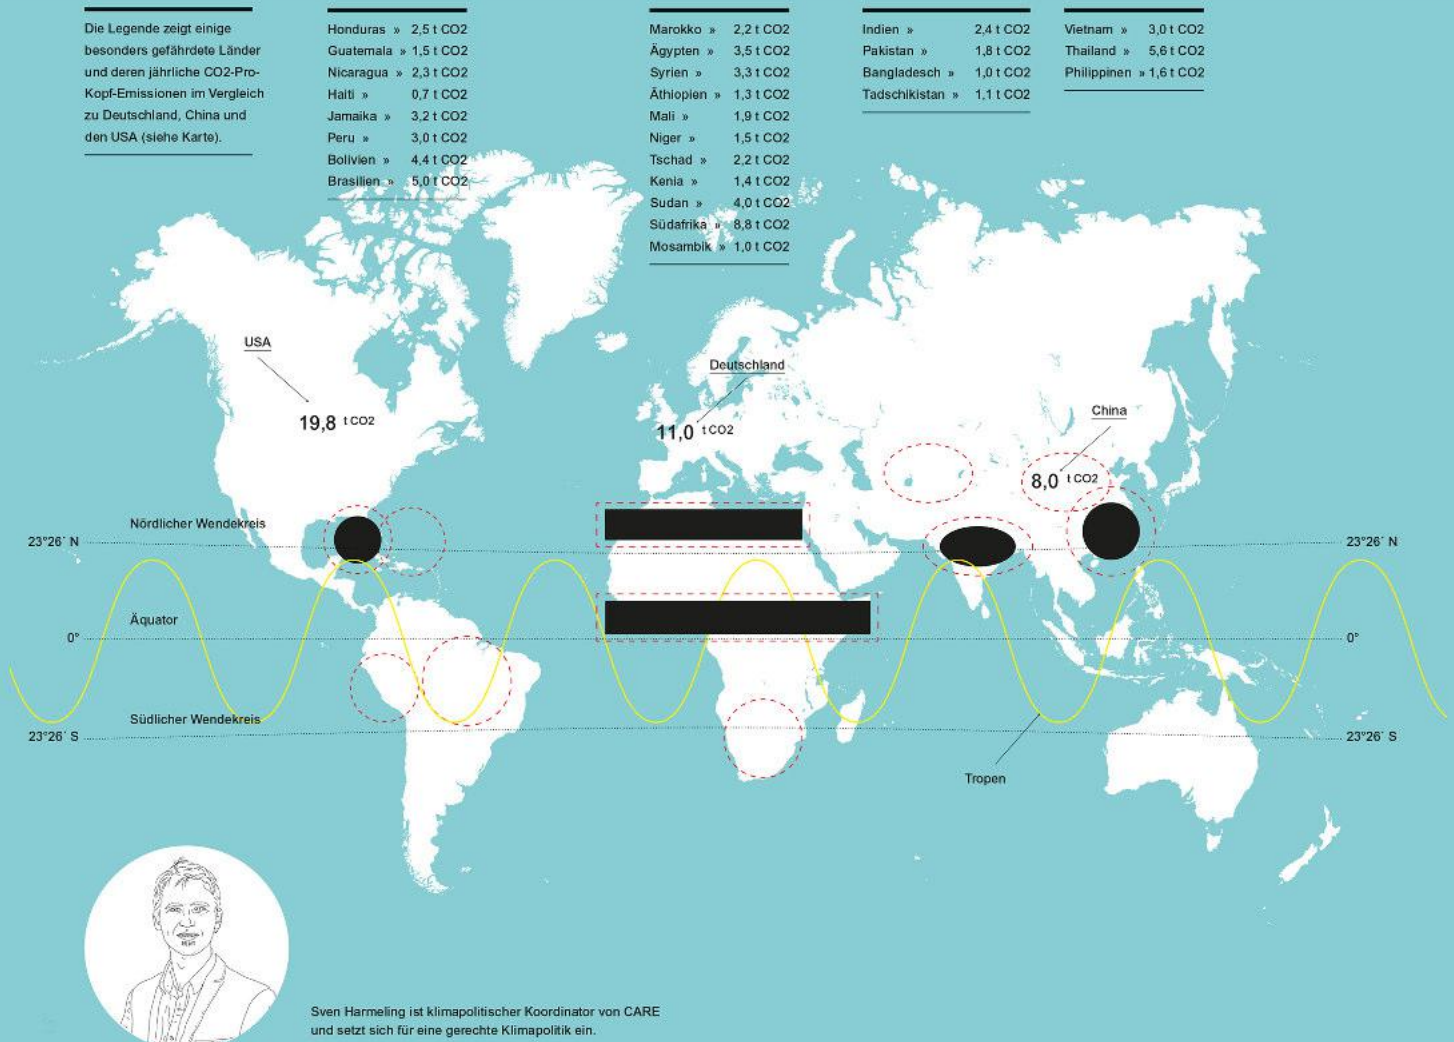 Die Legende zeigt einige
besonders gefährdete Länder
und deren jährliche CO2-Pro-
Kopf-Emissionen im Vergleich
zu Deutschland, China und
den USA (siehe Karte).
Honduras » 2,5 t CO2
Guatemala » 1,5 t CO2
Nicaragua » 2,3 t CO2
Haiti » 0,7 t CO2
Jamaika » 3,2 t CO2
Peru » 3,0 t CO2
Bolivien » 4,4 t CO2
Brasilien » 5,0 t CO2
Marokko » 2,2 t CO2
Ägypten » 3,5 t CO2
Syrien » 3,3 t CO2
Äthiopien » 1,3 t CO2
Mali » 1,9 t CO2
Niger » 1,5 t CO2
Tschad » 2,2 t CO2
Kenia » 1,4 t CO2
Sudan » 4,0 t CO2
Südafrika » 8,8 t CO2
Mosambik » 1,0 t CO2
Indien » 2,4 t CO2
Pakistan » 1,8 t CO2
Bangladesch » 1,0 t CO2
Tadschikistan » 1,1 t CO2
Vietnam » 3,0 t CO2
Thailand » 5,6 t CO2
Philippinen » 1,6 t CO2
USA
19,8 t CO2
Deutschland
11,0 t CO2
China
8,0 t CO2
Nördlicher Wendekreis
23°26´ N
23°26´ N
Äquator
0°
0°
Südlicher Wendekreis
23°26´ S
23°26´ S
Tropen
Sven Harmeling ist klimapolitischer Koordinator von CARE
und setzt sich für eine gerechte Klimapolitik ein.